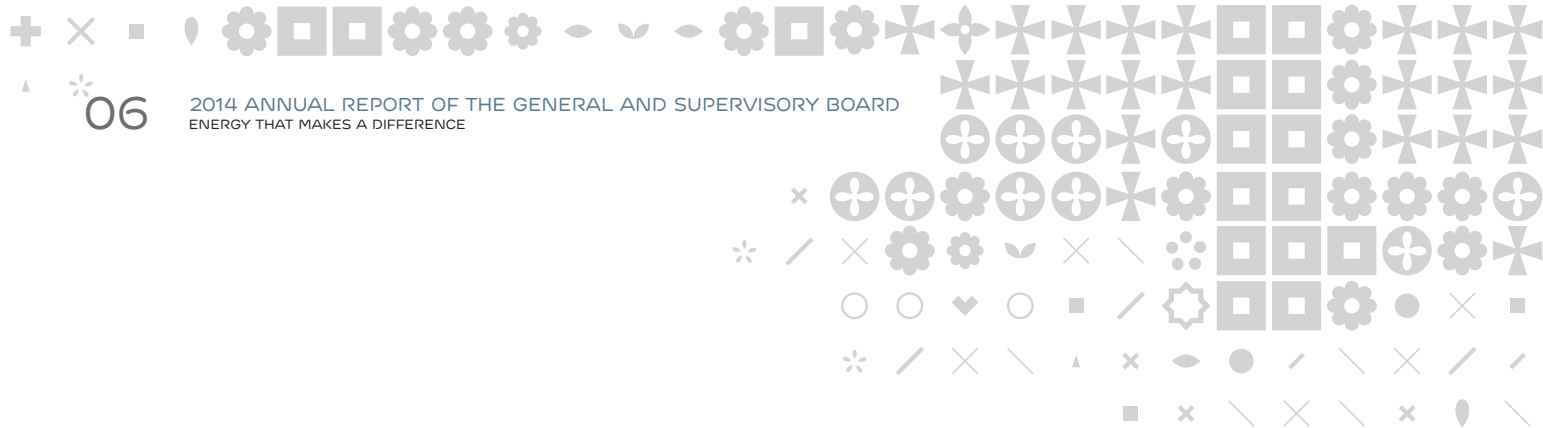 06
2014 ANNUAL REPORT OF THE GENERAL AND SUPERVISORY BOARD
ENERGY THAT MAKES A DIFFERENCE